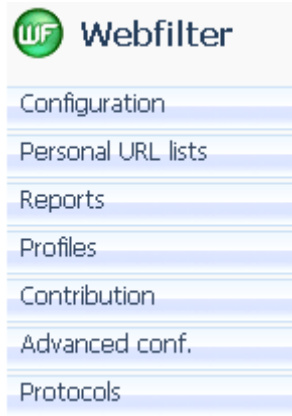 WF
Webfilter
Configuration
Personal URL lists
Reports
Profiles
Contribution
Advanced conf.
Protocols